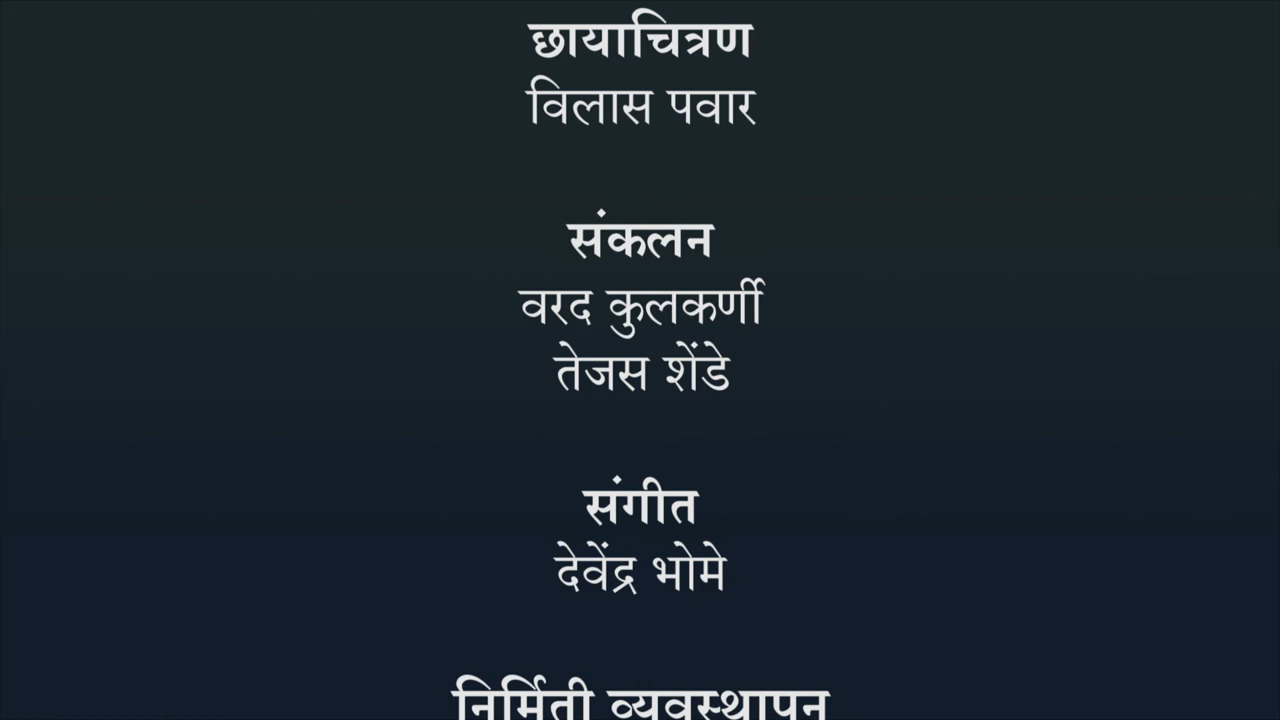 छायाचित्रण
विलास पवार
संकलन
वरद कुलकर्णी
तेजस शेंडे
संगीत
देवेंद्र भोमे
निर्मिती व्यवस्थापन